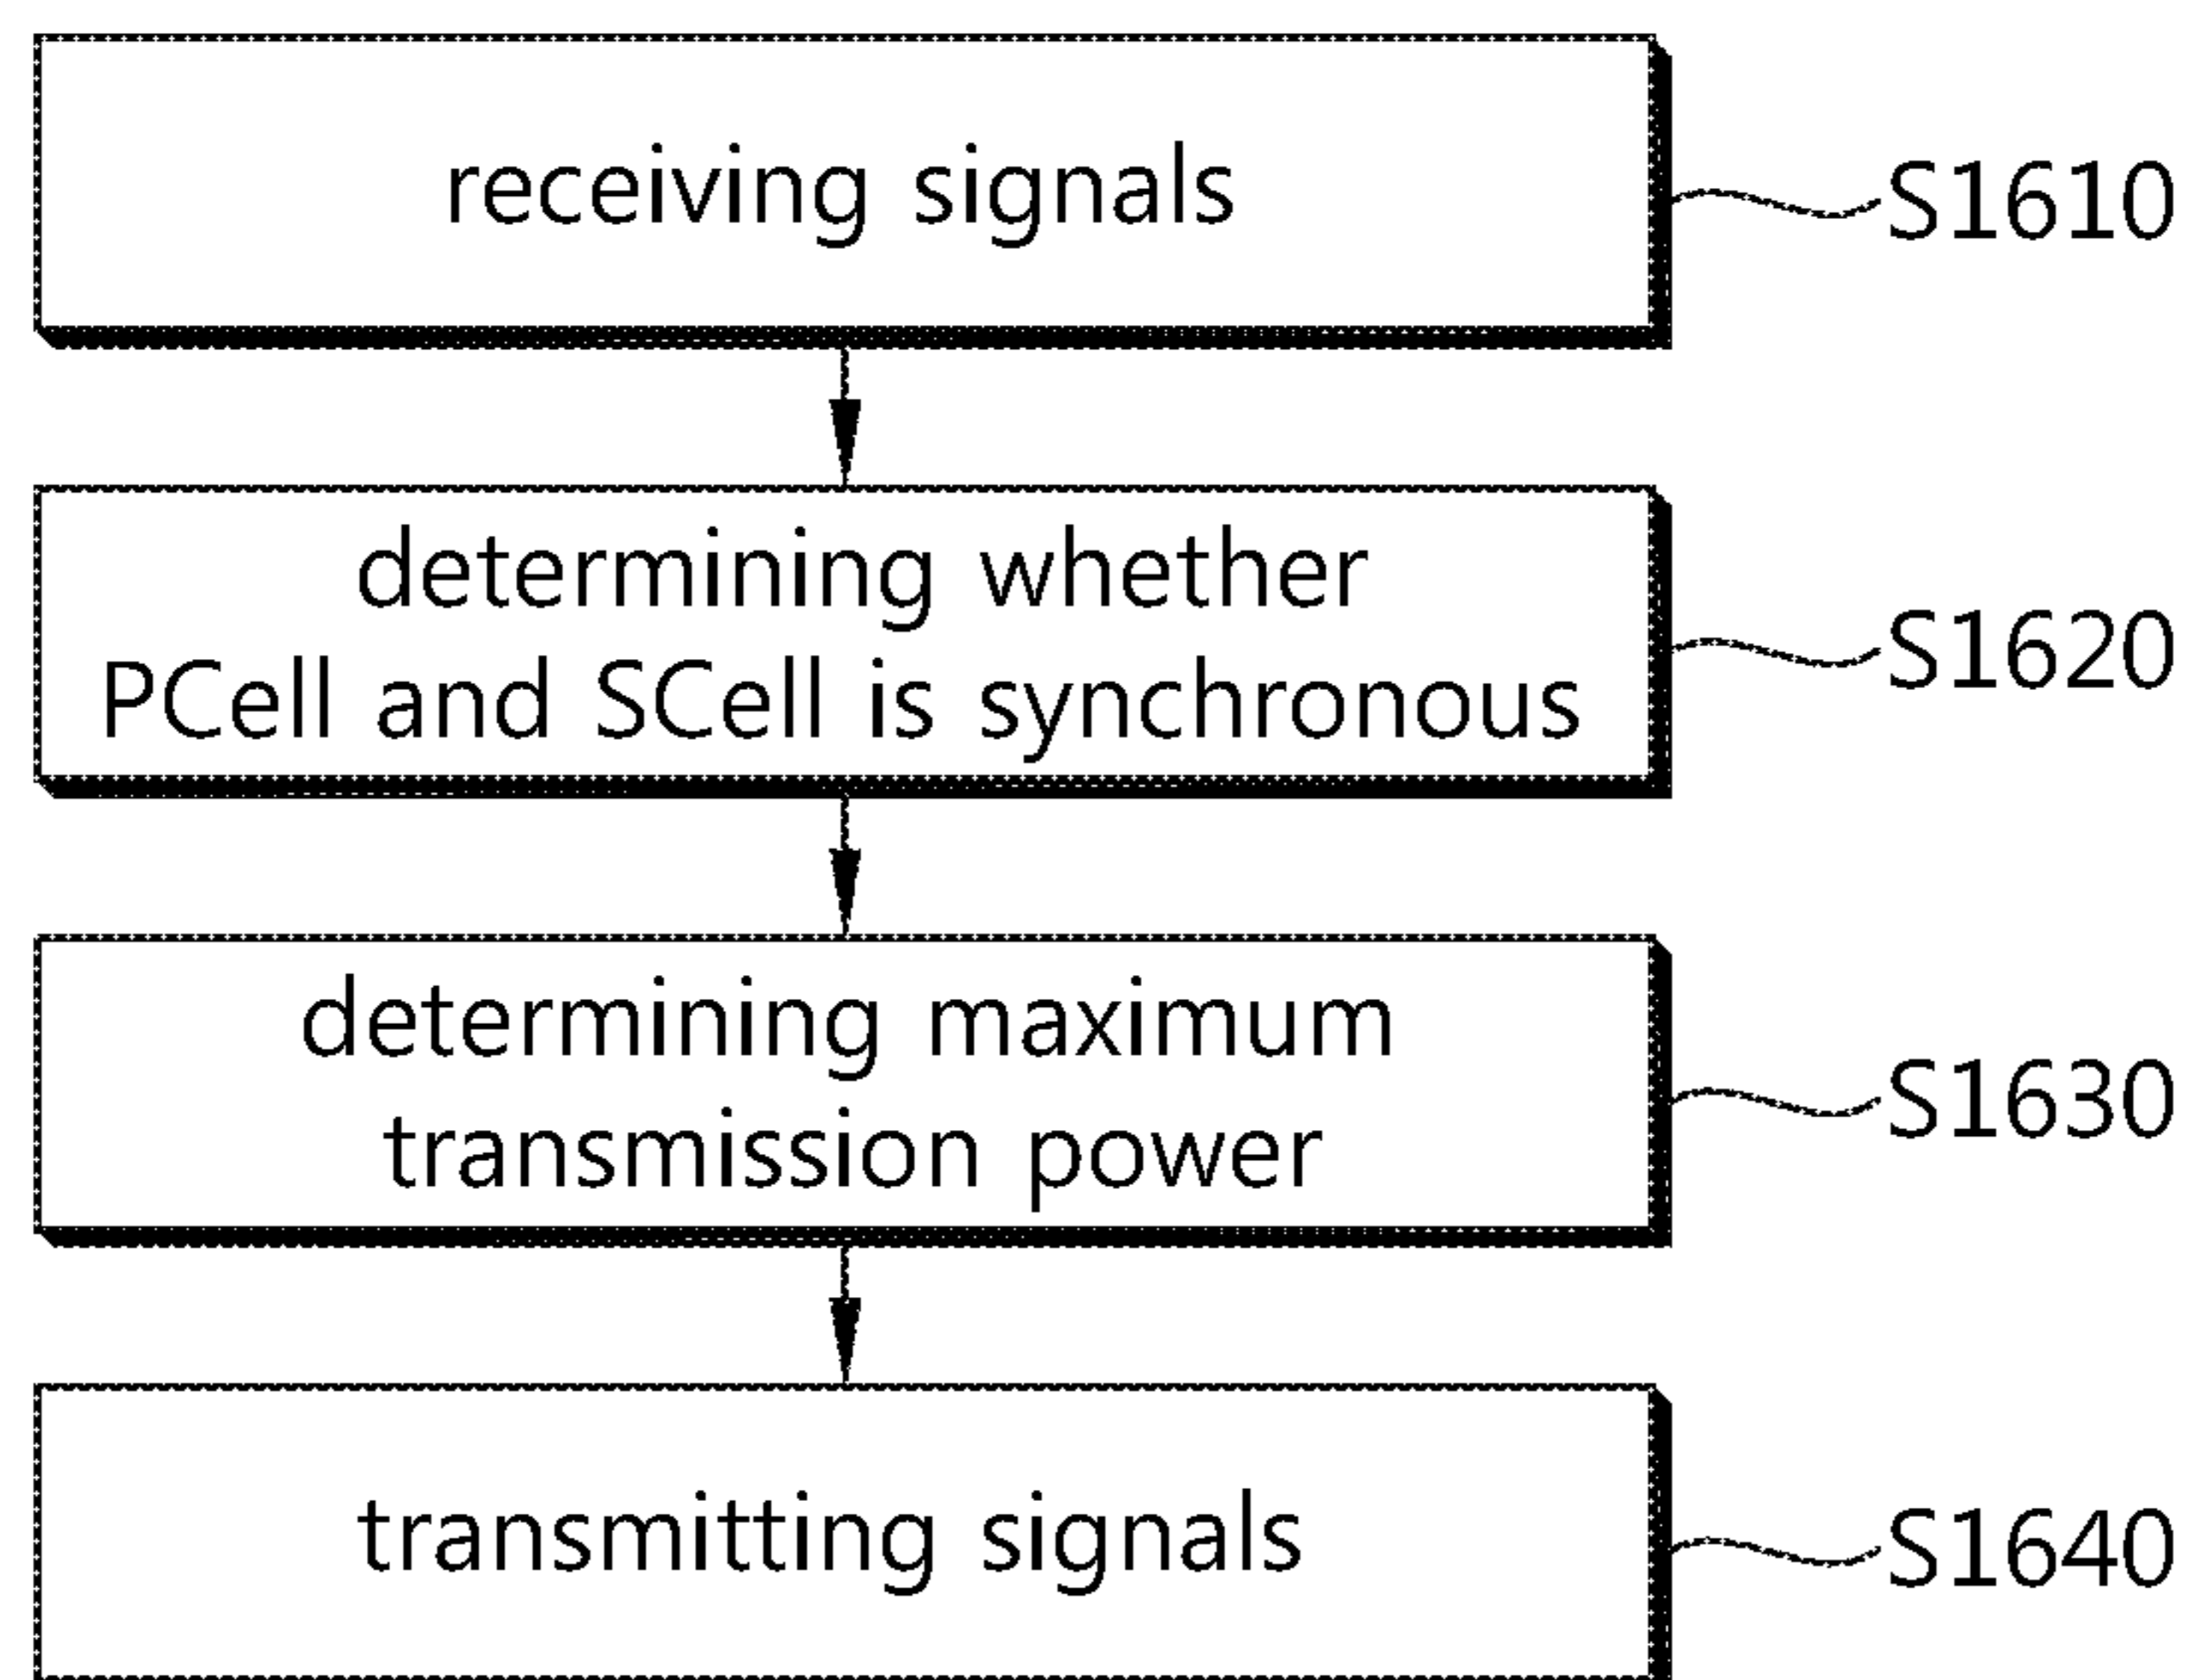 receiving signals
S1610
determining whether
PCell and SCell is synchronous
S1620
determining maximum
transmission power
S1630
transmitting signals
S1640